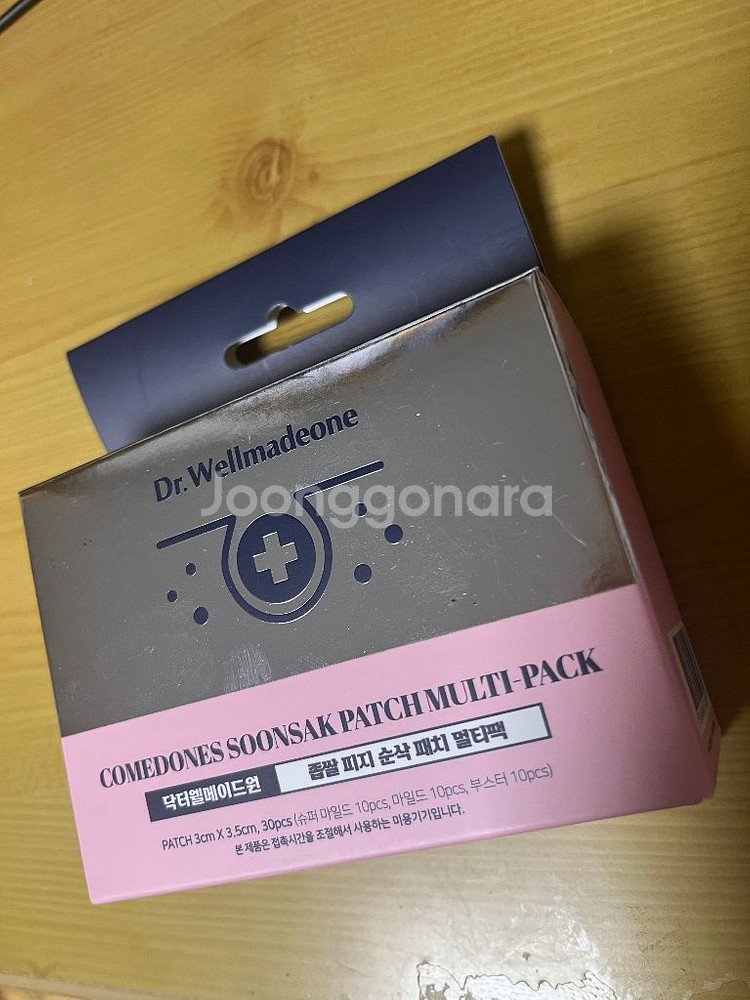 Dr. Wellmadeone
Joonggonara
COMEDONES SOONSAK PATCH MULTI-PACK
닥터웰메이드원 좁쌀 피지 순삭 패치 멀티팩
PATCH 3cm X 3.5cm, 30pcs (슈퍼 마일드 10pcs, 마일드 10pcs, 부스터 10pcs)
본 제품은 접촉시간을 조절해서 사용하는 미용기기입니다.